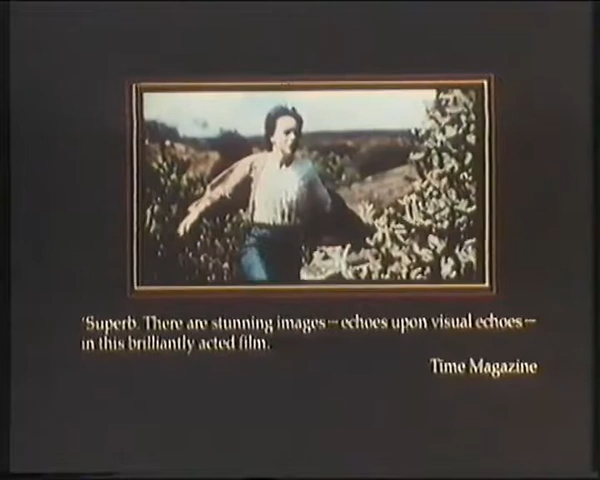 'Superb. There are stunning images – echoes upon visual echoes –
in this brilliantly acted film.
Time Magazine